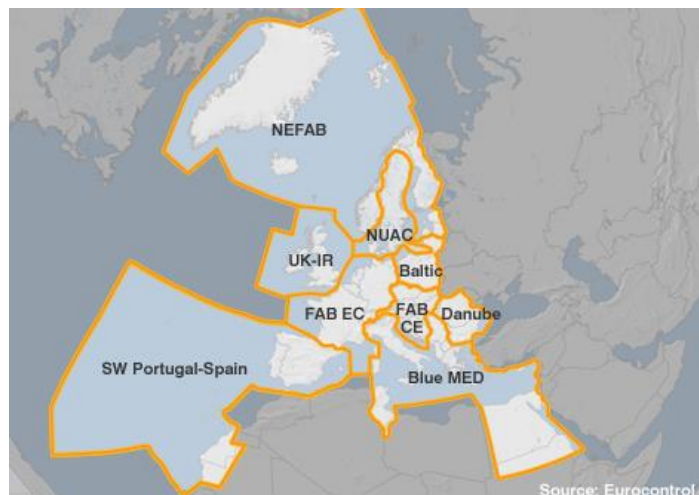 NEFAB
NUAC
UK-IR
Baltic
FAB EC
FAB
CE
Danube
SW Portugal-Spain
Blue MED
Source: Eurocontrol